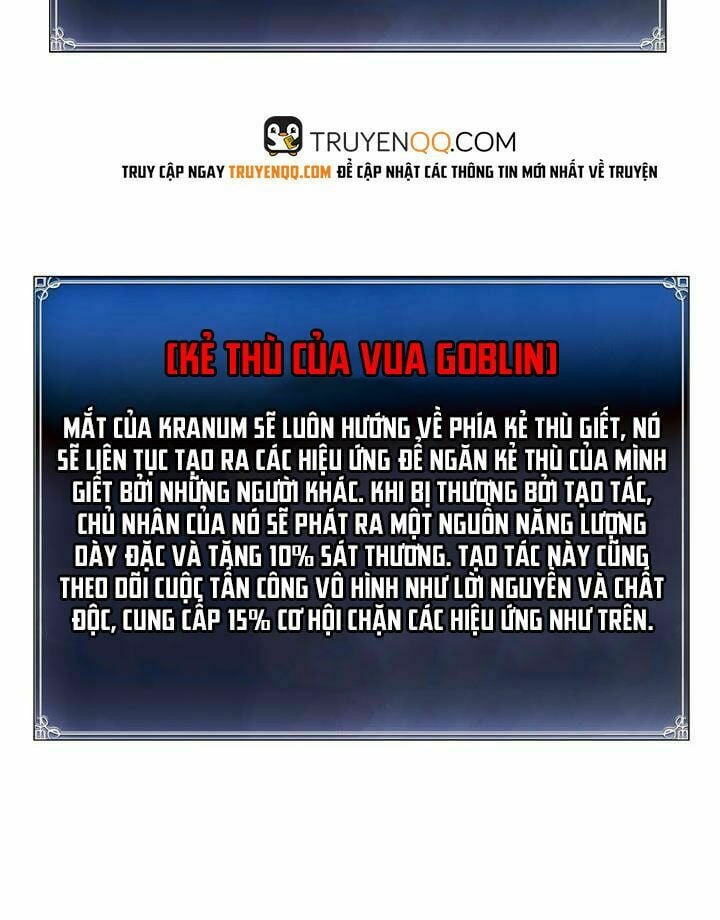 TRUYENQQ.COM
TRUY CẬP NGAY TRUYENQQ.COM ĐỂ CẬP NHẬT CÁC THÔNG TIN MỚI NHẤT VỀ TRUYỆN
[KẺ THÙ CỦA VUA GOBLIN]
MẮT CỦA KRANUM SẼ LUÔN HƯỚNG VỀ PHÍA KẺ THÙ GIẾT, NÓ
SẼ LIÊN TỤC TẠO RA CÁC HIỆU ỨNG ĐỂ NGĂN KẺ THÙ CỦA MÌNH
GIẾT BỞI NHỮNG NGƯỜI KHÁC. KHI BỊ THƯƠNG BỞI TẠO TÁC,
CHỦ NHÂN CỦA NÓ SẼ PHÁT RA MỘT NGUỒN NĂNG LƯỢNG
DÀY ĐẶC VÀ TĂNG 10% SÁT THƯƠNG. TẠO TÁC NÀY CŨNG
THEO DÕI CUỘC TẤN CÔNG VÔ HÌNH NHƯ LỜI NGUYỀN VÀ CHẤT
ĐỘC, CUNG CẤP 15% CƠ HỘI CHẶN CÁC HIỆU ỨNG NHƯ TRÊN.